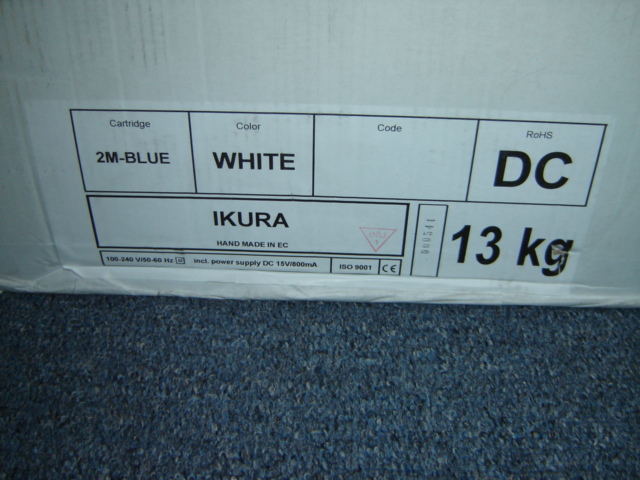 Cartridge
2M-BLUE
Color
WHITE
Code
RoHS
DC
IKURA
HAND MADE IN EC
13 kg
100-240 V/50-60 Hz
incl. power supply DC 15V/800mA
ISO 9001
CE